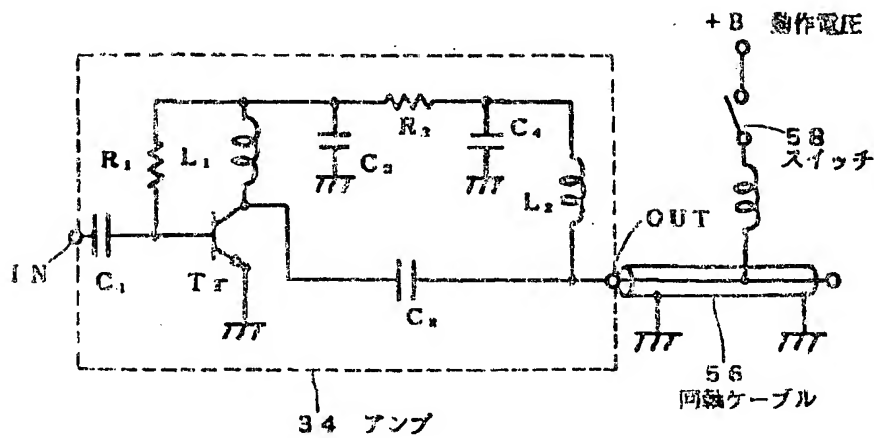 +B 動作電圧
58
スイッチ
R₁
L₁
C₃
R₂
C₄
L₂
OUT
IN
C₁
Tr
C₂
56
同軸ケーブル
34 アンプ